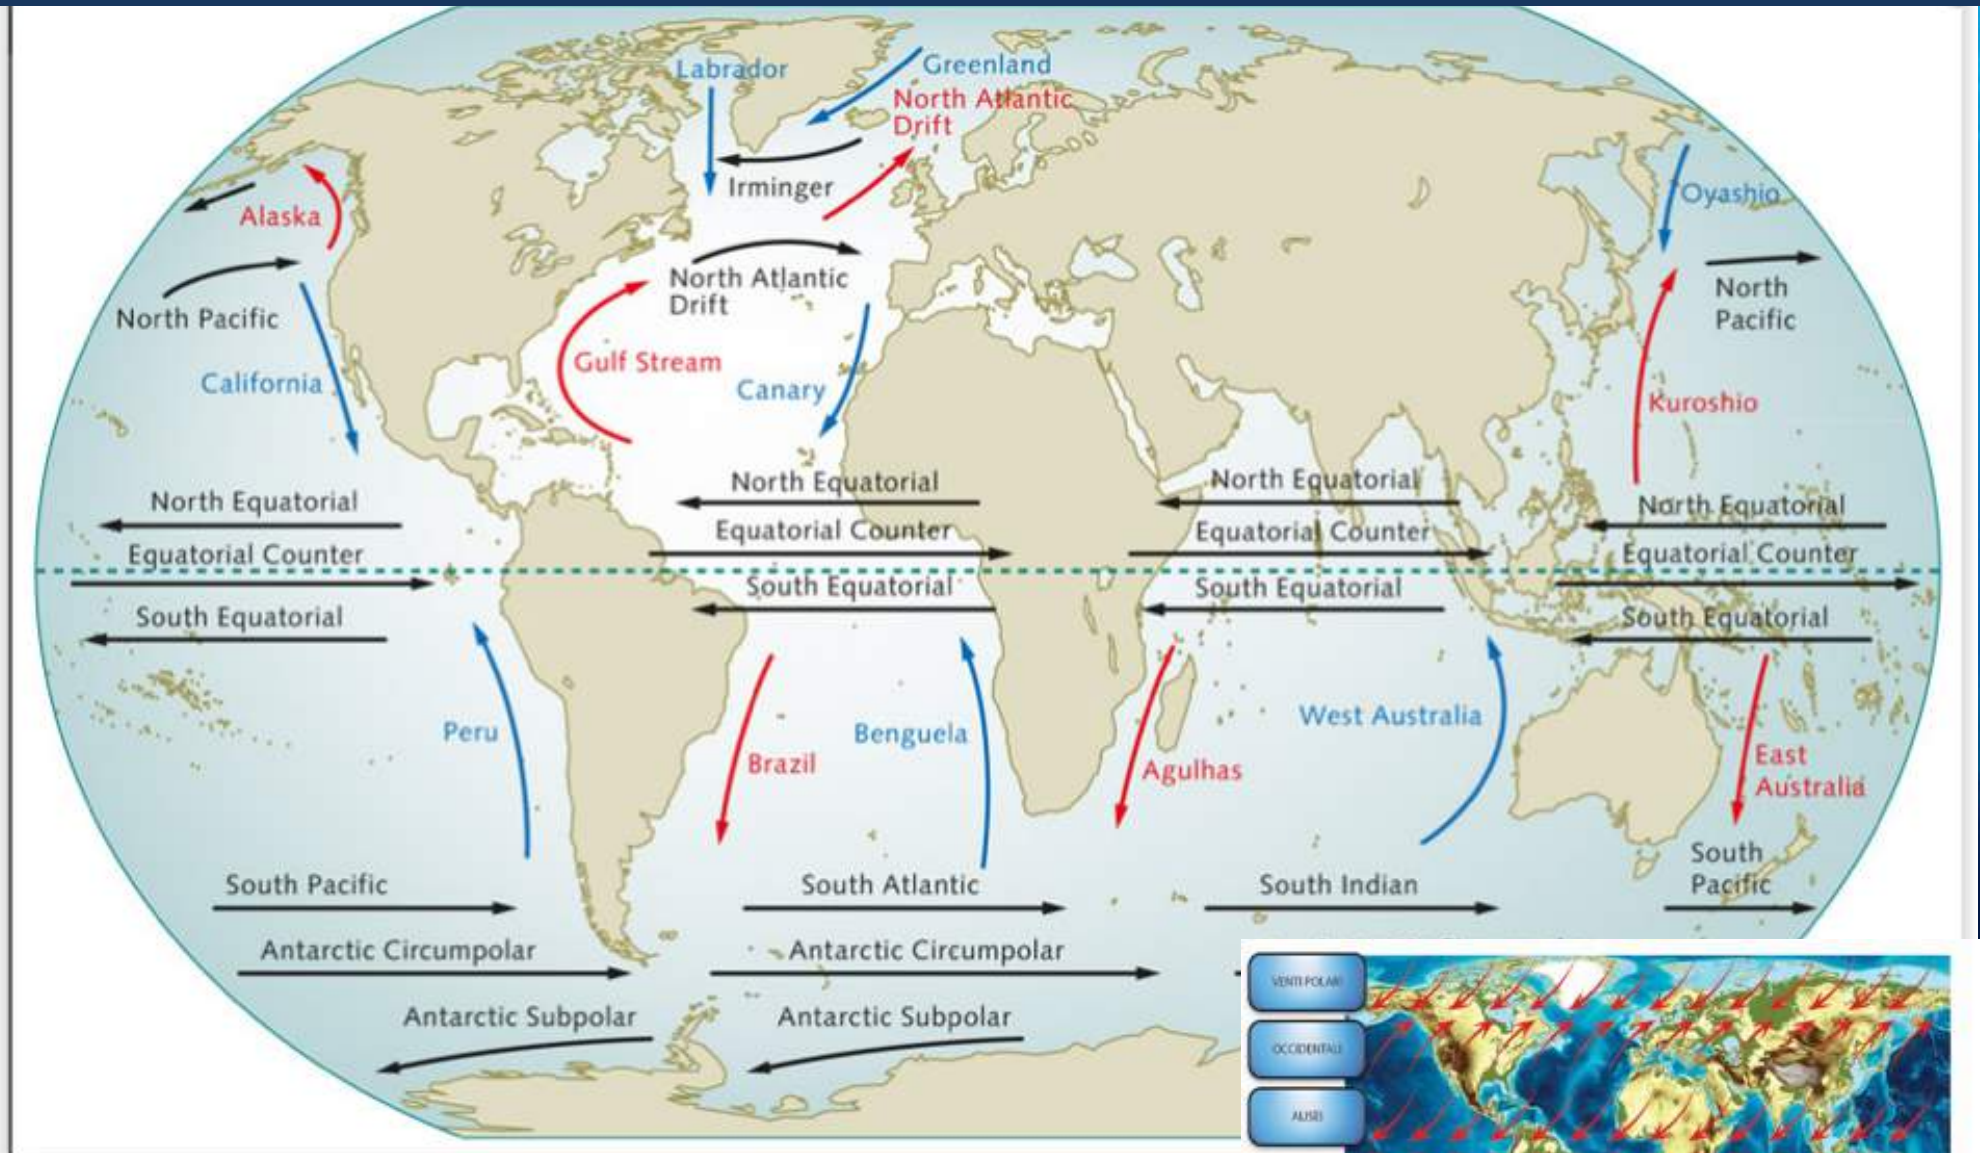 Labrador
Greenland
North Atlantic
Drift
Irminger
Alaska
Oyashio
North Pacific
North Atlantic
Drift
North
Pacific
California
Gulf Stream
Canary
Kuroshio
North Equatorial
North Equatorial
North Equatorial
North Equatorial
Equatorial Counter
Equatorial Counter
Equatorial Counter
Equatorial Counter
South Equatorial
South Equatorial
South Equatorial
South Equatorial
Peru
Brazil
Benguela
Agulhas
West Australia
East
Australia
South Pacific
South Atlantic
South Indian
South
Pacific
Antarctic Circumpolar
Antarctic Circumpolar
Antarctic Subpolar
Antarctic Subpolar
VENTI POLARI
OCCIDENTALI
ALISEI